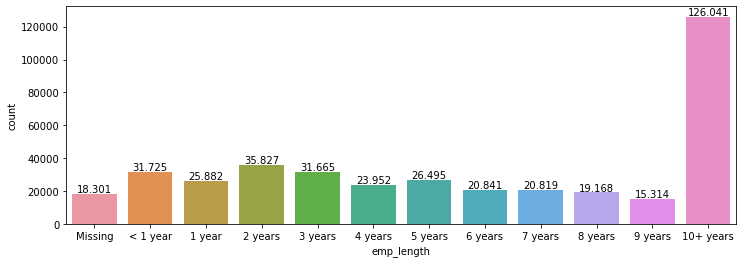 126.041
120000
100000
80000
60000
40000
20000
0
count
18.301 31.725 25.882 35.827 31.665 23.952 26.495 20.841 20.819 19.168 15.314
Missing < 1 year 1 year 2 years 3 years 4 years 5 years 6 years 7 years 8 years 9 years 10+ years
emp_length